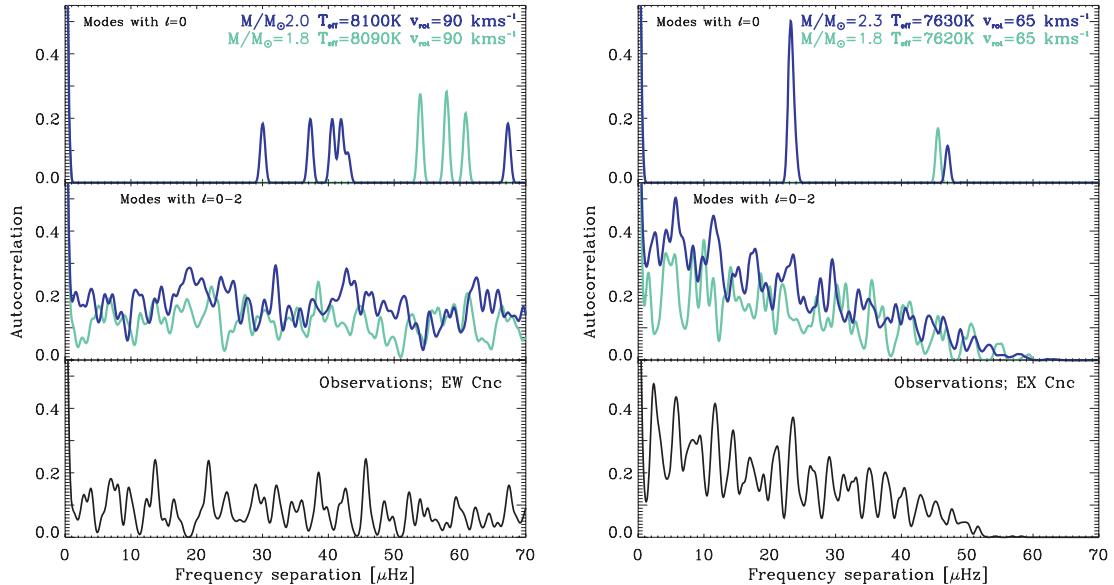 Modes with l=0
M/M⊙2.0 Teff=8100K vrot=90 kms⁻¹
M/M⊙=1.8 Teff=8090K vrot=90 kms⁻¹
0.4
0.2
0.0
Modes with l=0−2
0.4
0.2
0.0
Autocorrelation
Observations; EW Cnc
0.4
0.2
0.0
0 10 20 30 40 50 60 70
Frequency separation [μHz]
Modes with l=0
M/M⊙=2.3 Teff=7630K vrot=65 kms⁻¹
M/M⊙=1.8 Teff=7620K vrot=65 kms⁻¹
0.4
0.2
0.0
Modes with l=0−2
0.4
0.2
0.0
Autocorrelation
Observations; EX Cnc
0.4
0.2
0.0
0 10 20 30 40 50 60 70
Frequency separation [μHz]